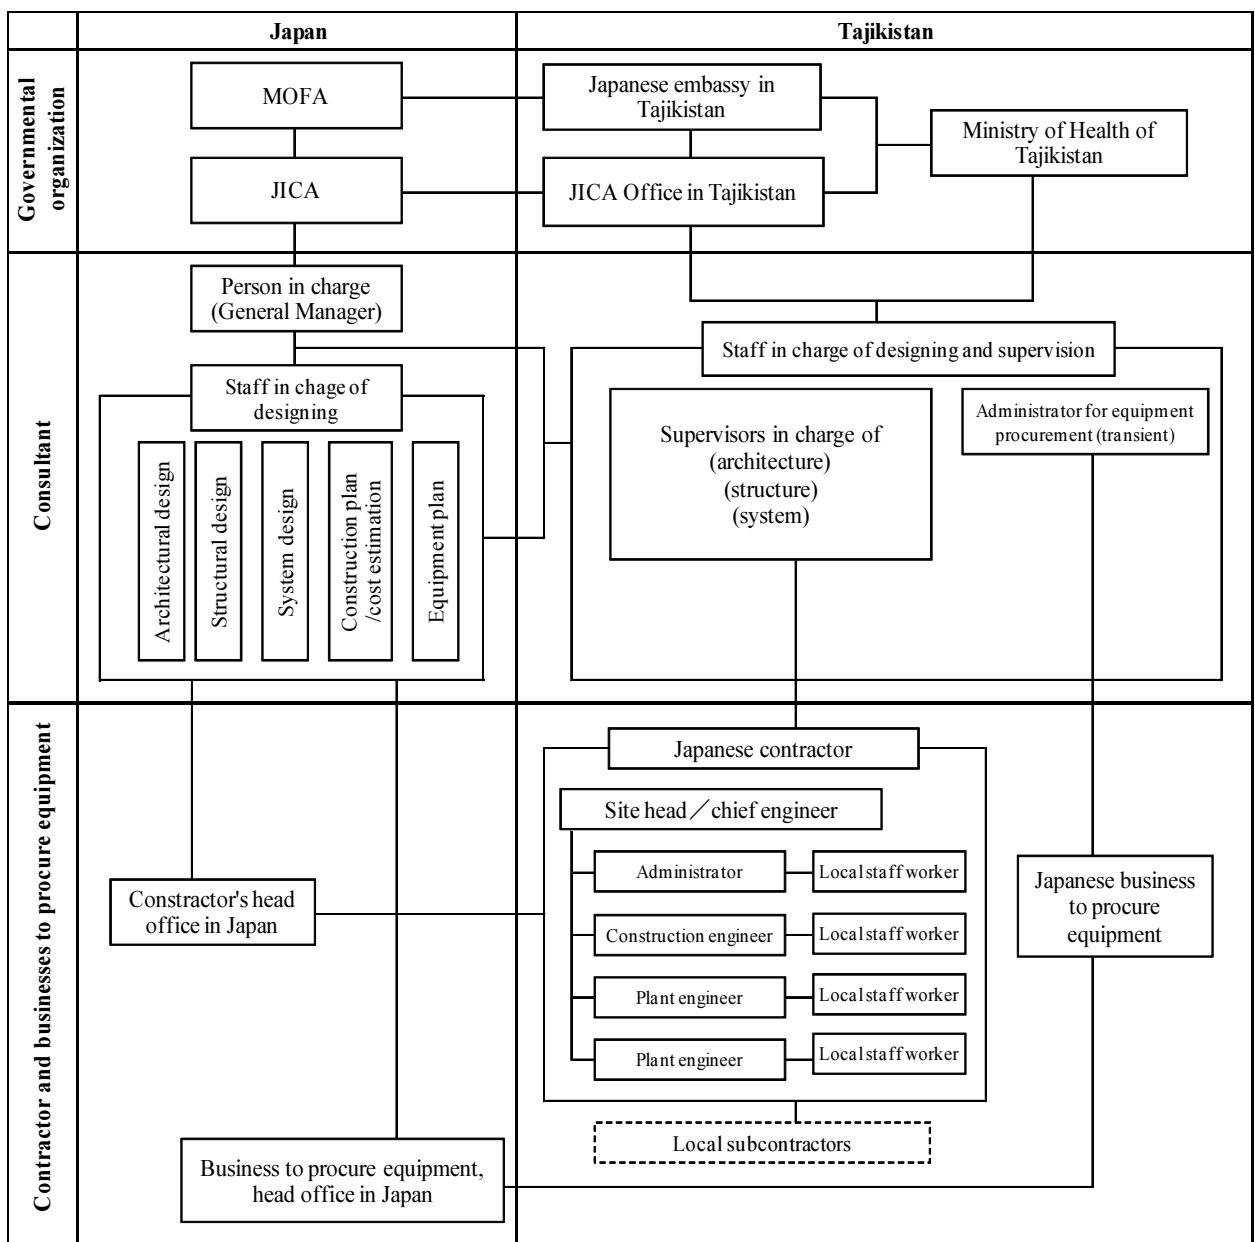 Japan
Tajikistan
Governmental
organization
MOFA
Japanese embassy in
Tajikistan
Ministry of Health of
Tajikistan
JICA
JICA Office in Tajikistan
Consultant
Person in charge
(General Manager)
Staff in charge of designing and supervision
Staff in chage of
designing
Architectural design
Structural design
System design
Construction plan
/cost estimation
Equipment plan
Supervisors in charge of
(architecture)
(structure)
(system)
Administrator for equipment
procurement (transient)
Contractor and businesses to procure equipment
Japanese contractor
Site head／chief engineer
Administrator
Local staff worker
Construction engineer
Local staff worker
Plant engineer
Local staff worker
Plant engineer
Local staff worker
Constractor's head
office in Japan
Japanese business
to procure
equipment
Local subcontractors
Business to procure equipment,
head office in Japan